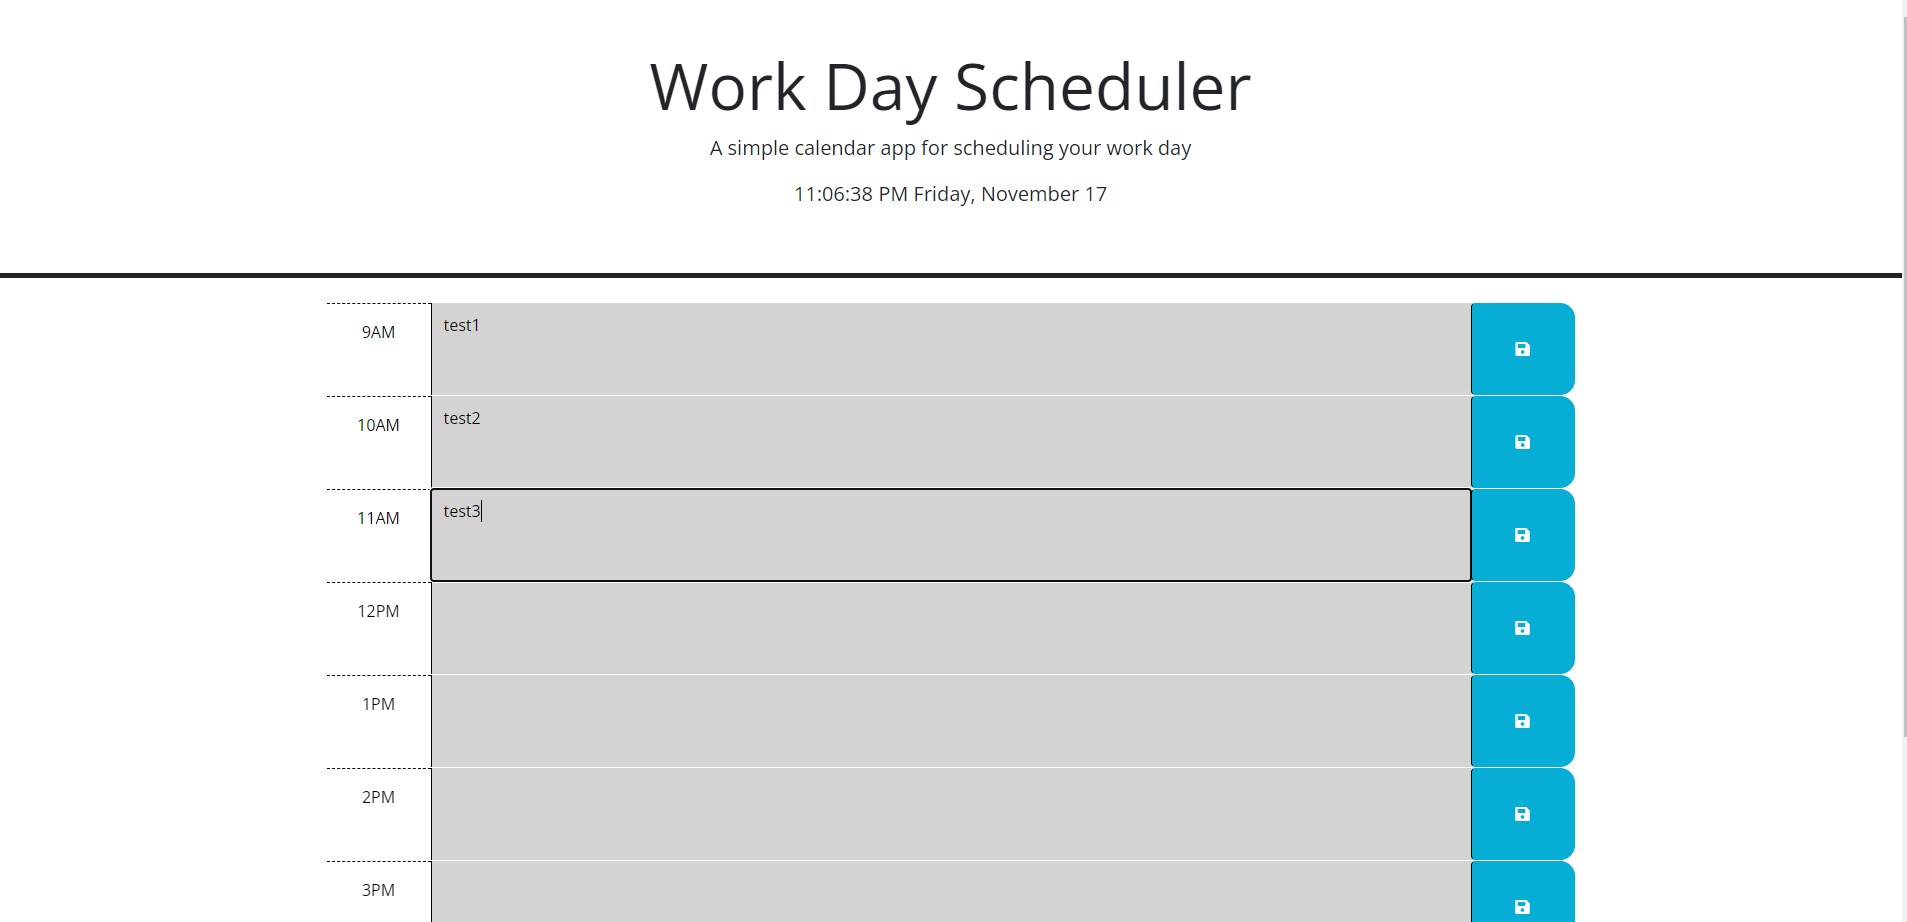 Work Day Scheduler
A simple calendar app for scheduling your work day
11:06:38 PM Friday, November 17
9AM
test1
10AM
test2
11AM
test3
12PM
1PM
2PM
3PM